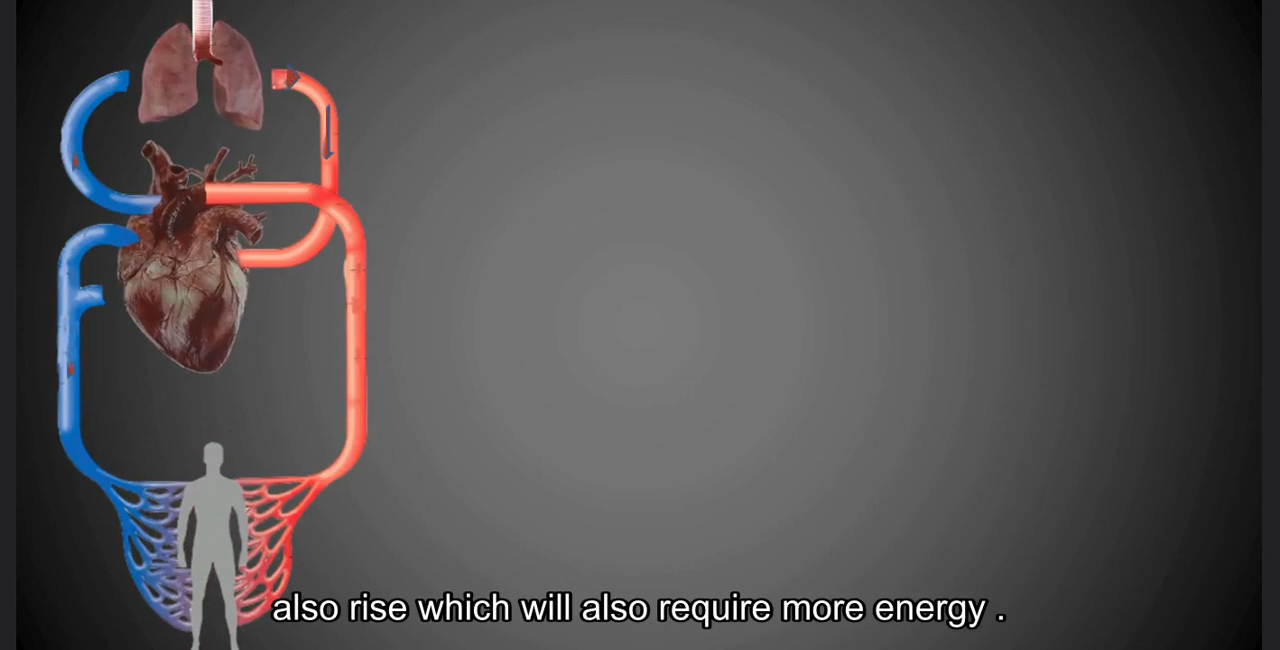 also rise which will also require more energy .